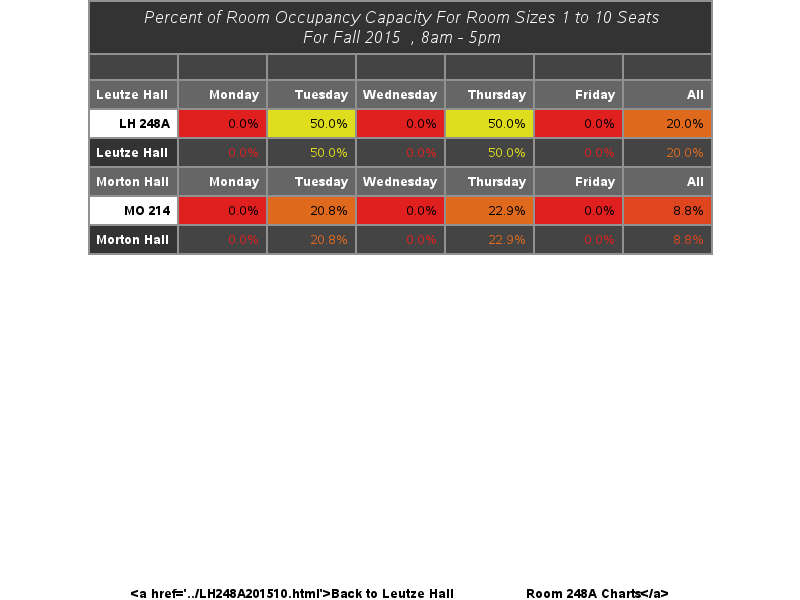 Percent of Room Occupancy Capacity For Room Sizes 1 to 10 Seats
For Fall 2015 , 8am - 5pm
Leutze Hall Monday Tuesday Wednesday Thursday Friday All
LH 248A 0.0% 50.0% 0.0% 50.0% 0.0% 20.0%
Leutze Hall 0.0% 50.0% 0.0% 50.0% 0.0% 20.0%
Morton Hall Monday Tuesday Wednesday Thursday Friday All
MO 214 0.0% 20.8% 0.0% 22.9% 0.0% 8.8%
Morton Hall 0.0% 20.8% 0.0% 22.9% 0.0% 8.8%
<a href='../LH248A201510.html'>Back to Leutze Hall Room 248A Charts</a>